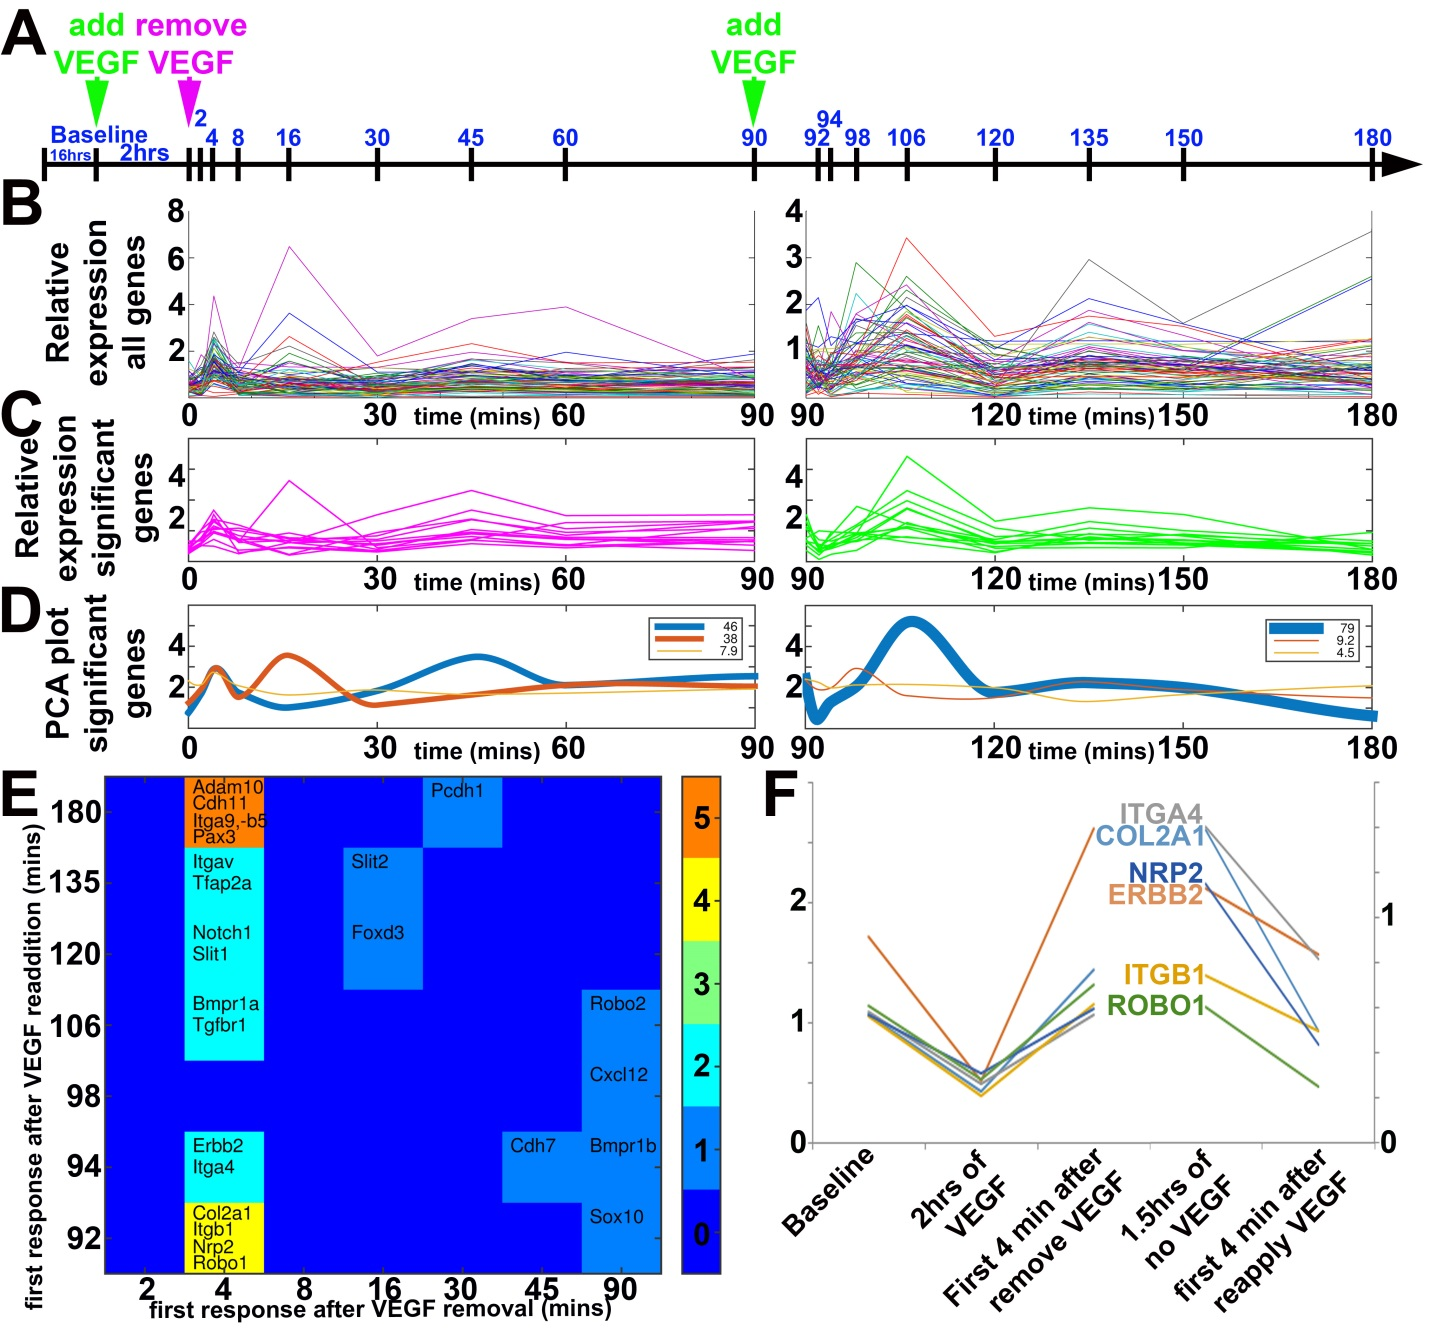 A
add remove
VEGF VEGF
add
VEGF
Baseline
16hrs 2hrs
2 4 8 16 30 45 60 90 92 94 98 106 120 135 150 180
B
Relative
expression
all genes
8
6
4
2
0 30 time (mins) 60 90
4
3
2
1
90 120 time (mins) 150 180
C
Relative
expression
significant
genes
4
2
0 30 time (mins) 60 90
4
2
90 120 time (mins) 150 180
D
PCA plot
significant
genes
4
2
46
38
7.9
0 30 time (mins) 60 90
4
2
79
9.2
4.5
90 120 time (mins) 150 180
E
first response after VEGF readdition (mins)
180
135
120
106
98
94
92
Adam10
Cdh11
Itga9,-b5
Pax3
Pcdh1
Itgav
Tfap2a
Slit2
Notch1
Slit1
Foxd3
Bmpr1a
Tgfbr1
Robo2
Cxcl12
Erbb2
Itga4
Cdh7
Bmpr1b
Col2a1
Itgb1
Nrp2
Robo1
Sox10
2 4 8 16 30 45 90
first response after VEGF removal (mins)
5
4
3
2
1
0
F
2
1
0
ITGA4
COL2A1
NRP2
ERBB2
ITGB1
ROBO1
1
0
Baseline
2hrs of
VEGF
First 4 min after
remove VEGF
1.5hrs of
no VEGF
first 4 min after
reapply VEGF